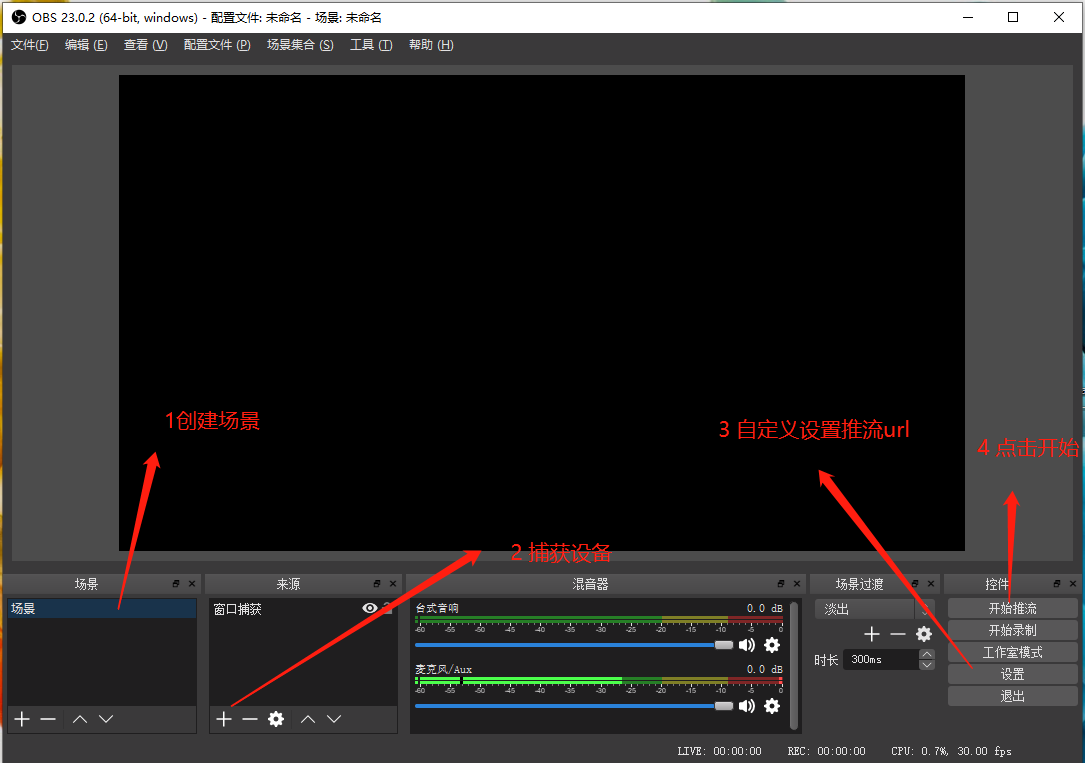 OBS 23.0.2 (64-bit, windows) - 配置文件: 未命名 - 场景: 未命名
文件(F) 编辑 (E) 查看 (V) 配置文件 (P) 场景集合 (S) 工具 (T) 帮助 (H)
1创建场景
3 自定义设置推流url
4 点击开始
2 捕获设备
场景 来源 混音器 场景过渡 控件
场景
窗口捕获
台式音响 0.0 dB
-60 -55 -50 -45 -40 -35 -30 -25 -20 -15 -10 -5 0
麦克风/Aux 0.0 dB
-60 -55 -50 -45 -40 -35 -30 -25 -20 -15 -10 -5 0
淡出
时长 300ms
开始推流
开始录制
工作室模式
设置
退出
LIVE: 00:00:00 REC: 00:00:00 CPU: 0.7%, 30.00 fps